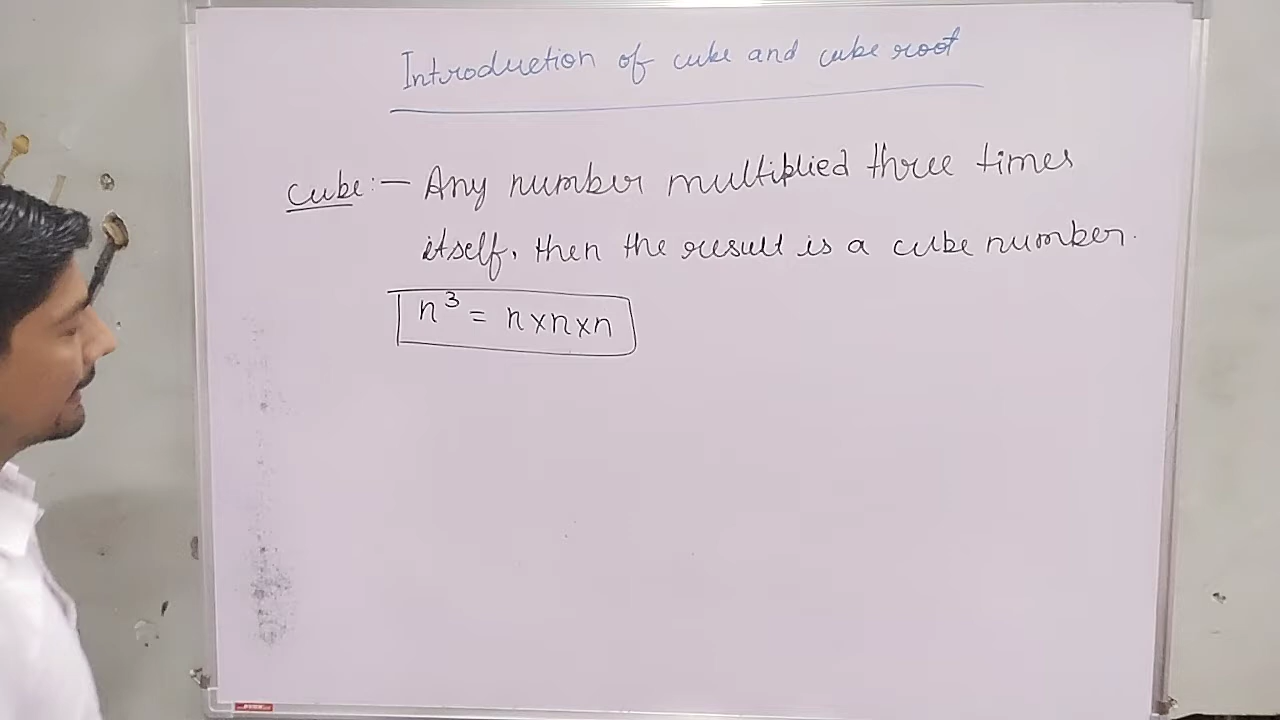 Introduction of cube and cube root
cube:— Any number multiplied three times
itself, then the result is a cube number.
n³ = n×n×n